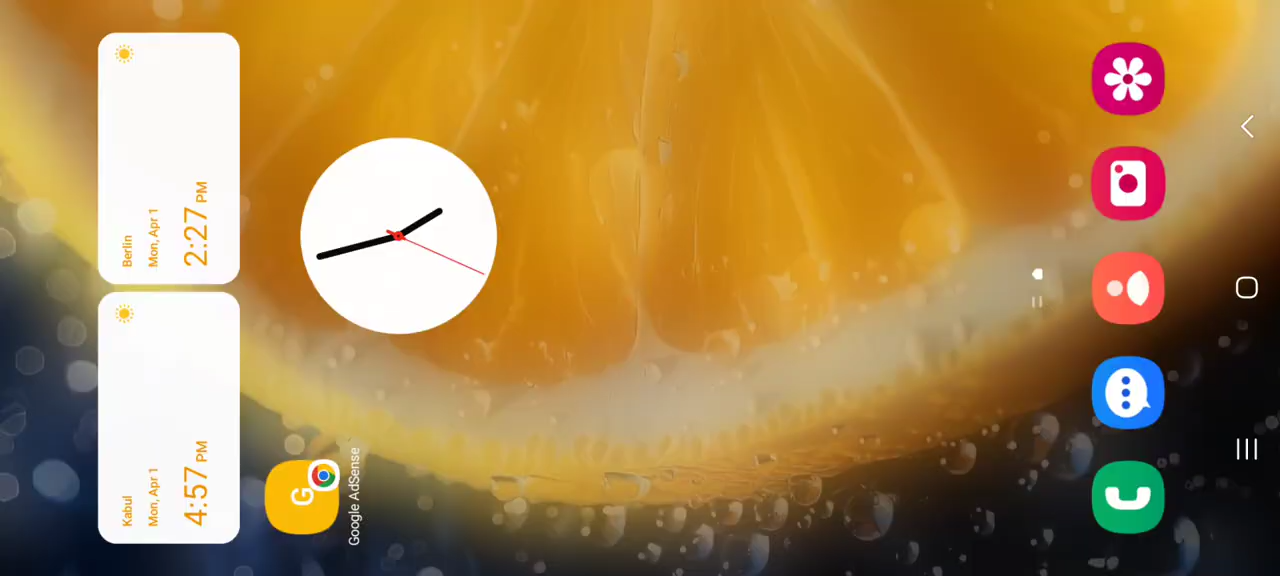 Kabul
Mon, Apr 1
4:57 PM
Berlin
Mon, Apr 1
2:27 PM
G
Google AdSense